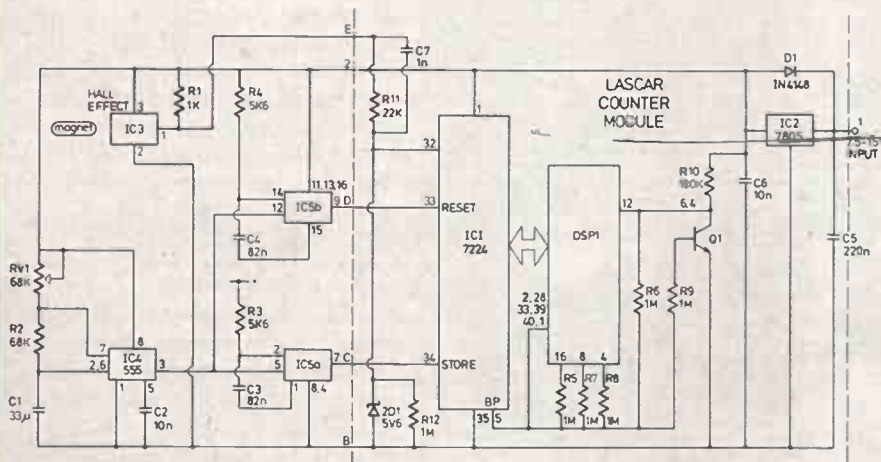 E
C7
1n
2
D1
IN4148
R1
1K
R4
5K6
R11
22K
HALL
EFFECT
3
IC3
1
2
magnet
1
LASCAR
COUNTER
MODULE
IC2
7805
1
32
R10
180K
C6
10n
14
12
11,13,16
IC5b
9 D
15
33
RESET
12
6,4
IC1
7224
DSP1
Q1
C5
220n
C4
82n
RV1
68K
R3
5K6
R6
1M
R9
1M
2,28
33,39
40,1
R2
68K
7
2,6
8
IC4
555
3
2
5
IC5a
7 C
34
STORE
16
8
4
1
5
1
8,4
C1
33µ
C2
10n
C3
82n
ZD1
5V6
R12
1M
BP
35
5
R5
R7
R8
1M
1M
1M
B